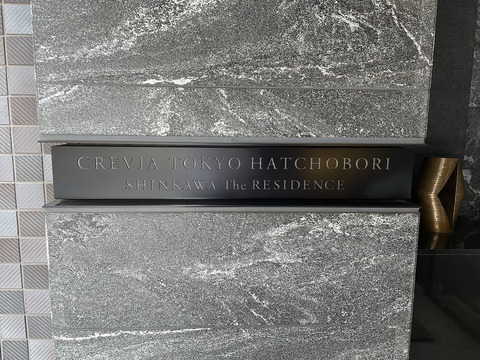 CREVIA TOKYO HATCHOBORI
SHINKAWA The RESIDENCE